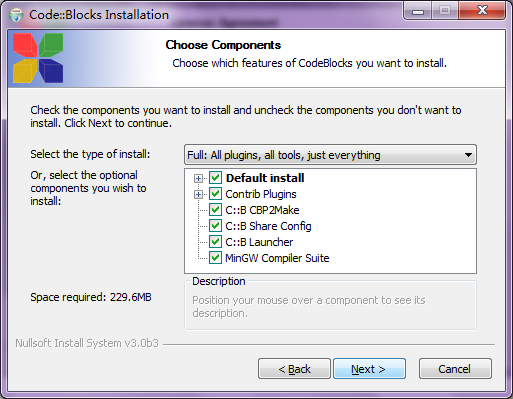 Code::Blocks Installation
Choose Components
Choose which features of CodeBlocks you want to install.
Check the components you want to install and uncheck the components you don't want to
install. Click Next to continue.
Select the type of install:
Full: All plugins, all tools, just everything
Or, select the optional
components you wish to
install:
Default install
Contrib Plugins
C::B CBP2Make
C::B Share Config
C::B Launcher
MinGW Compiler Suite
Space required: 229.6MB
Description
Position your mouse over a component to see its
description.
Nullsoft Install System v3.0b3
< Back
Next >
Cancel